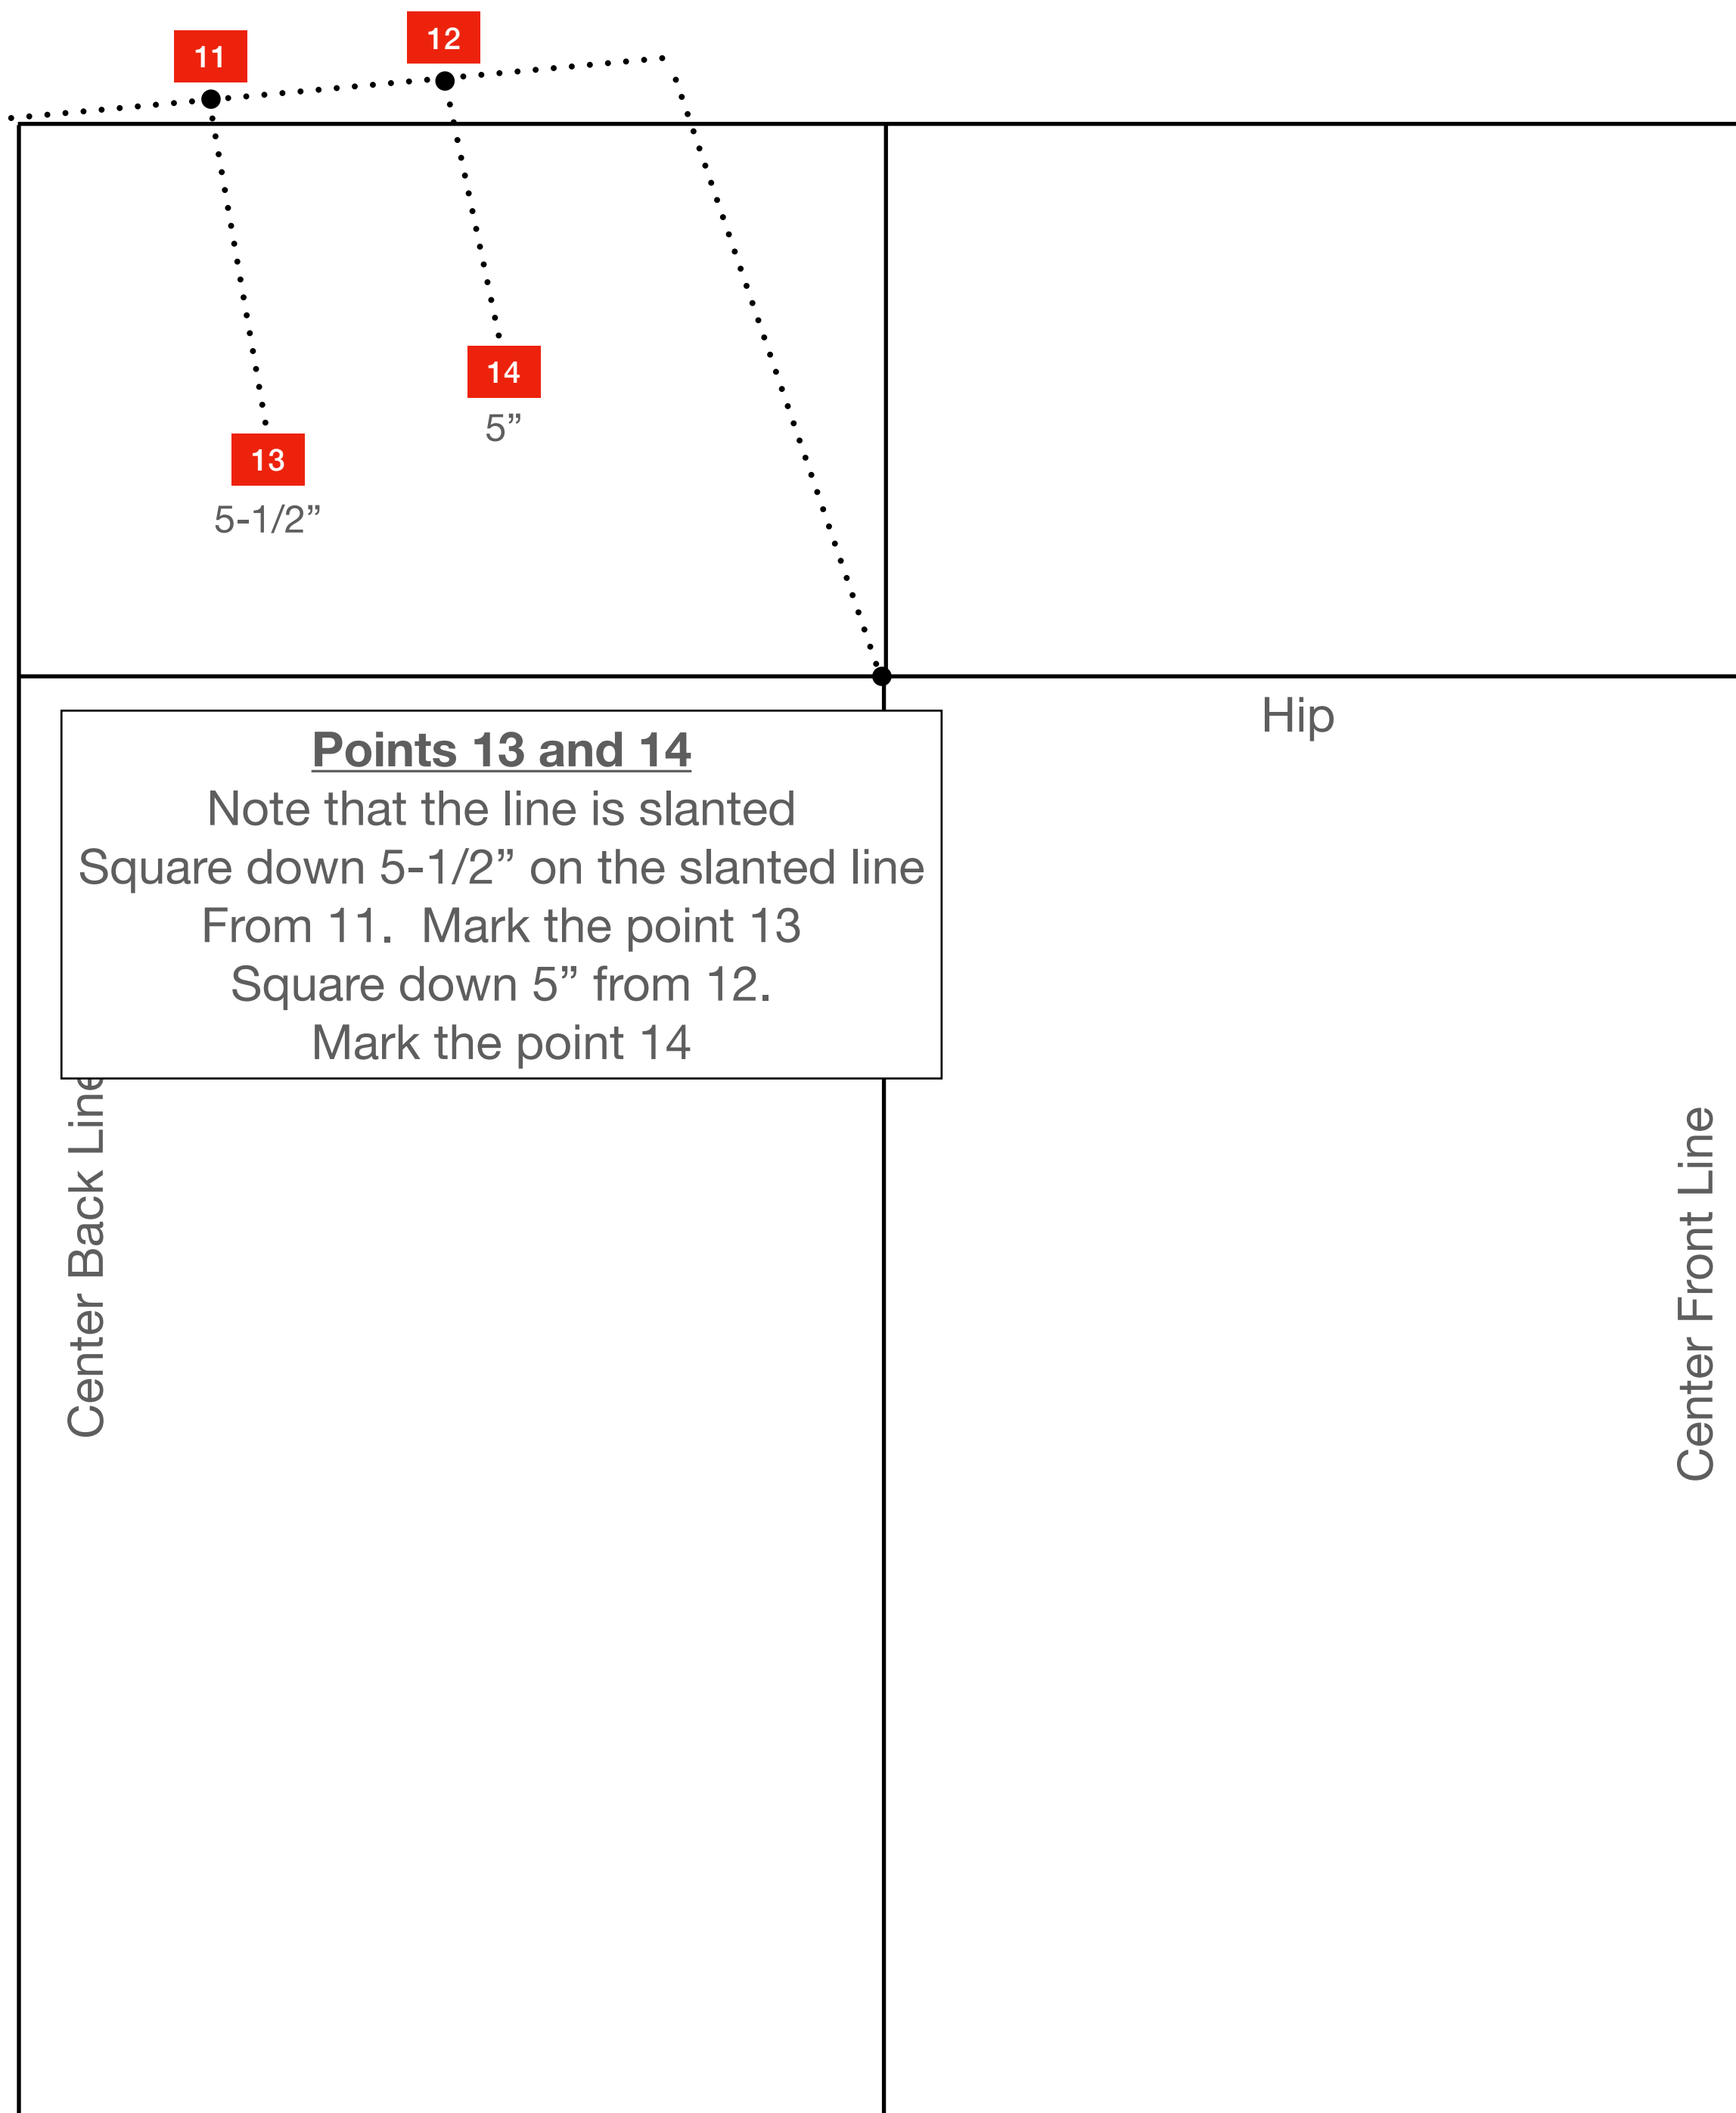 11
12
14
5”
13
5-1/2”
Hip
Points 13 and 14
Note that the line is slanted
Square down 5-1/2” on the slanted line
From 11.  Mark the point 13
Square down 5” from 12.
Mark the point 14
Center Back Line
Center Front Line